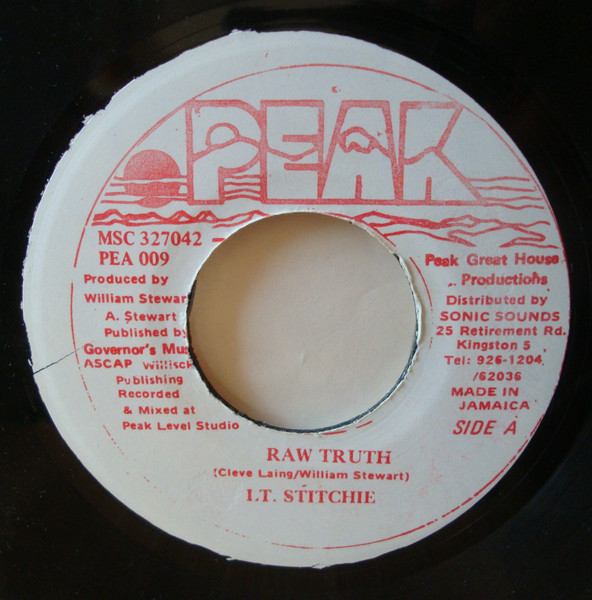 PEAK
MSC 327042
PEA 009
Produced by
William Stewar
A. Stewart
Published by
Governor's Mus
ASCAP Willisch
Publishing
Recorded
& Mixed at
Peak Level Studio
Peak Great House
Productions
Distributed by
SONIC SOUNDS
25 Retirement Rd.
Kingston 5
Tel: 926-1204
/62036
MADE IN
JAMAICA
SIDE A
RAW TRUTH
(Cleve Laing/William Stewart)
LT. STITCHIE